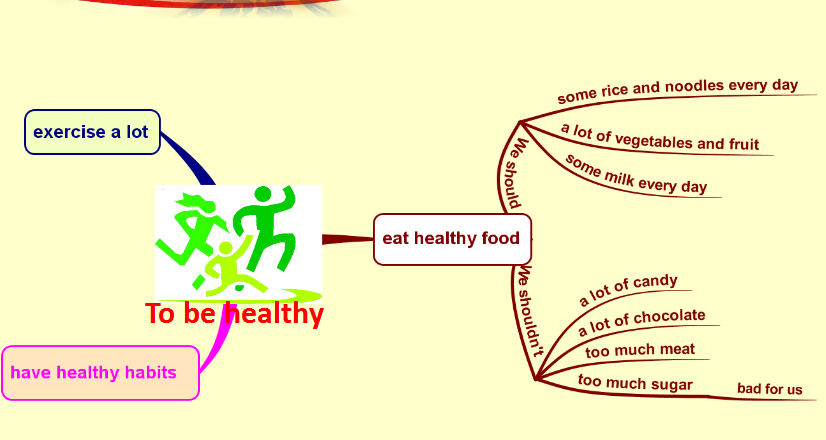 exercise a lot
To be healthy
have healthy habits
eat healthy food
We should
some rice and noodles every day
a lot of vegetables and fruit
some milk every day
We shouldn't
a lot of candy
a lot of chocolate
too much meat
too much sugar
bad for us